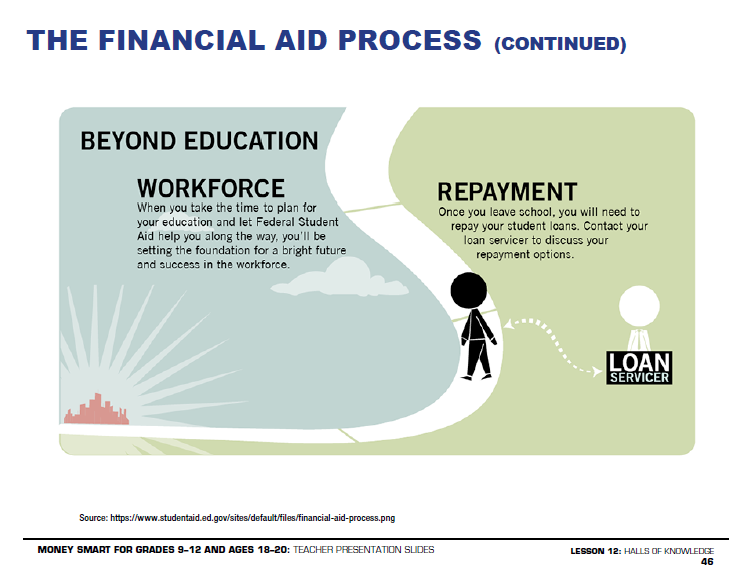 THE FINANCIAL AID PROCESS (CONTINUED)
BEYOND EDUCATION
WORKFORCE
When you take the time to plan for
your education and let Federal Student
Aid help you along the way, you'll be
setting the foundation for a bright future
and success in the workforce.
REPAYMENT
Once you leave school, you will need to
repay your student loans. Contact your
loan servicer to discuss your
repayment options.
LOAN
SERVICER
Source: https://www.studentaid.ed.gov/sites/default/files/financial-aid-process.png
MONEY SMART FOR GRADES 9–12 AND AGES 18–20: TEACHER PRESENTATION SLIDES
LESSON 12: HALLS OF KNOWLEDGE
46